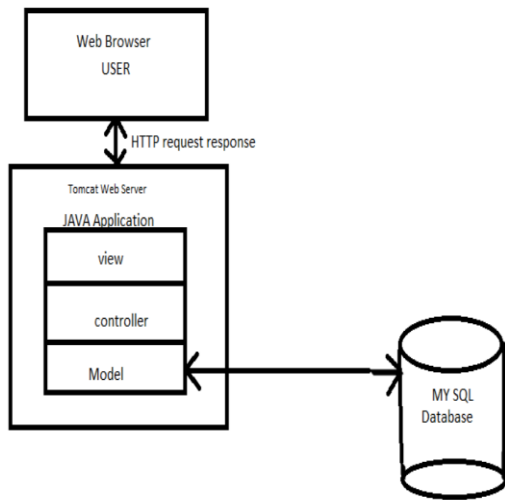 Web Browser
USER
HTTP request response
Tomcat Web Server
JAVA Application
view
controller
Model
MY SQL
Database